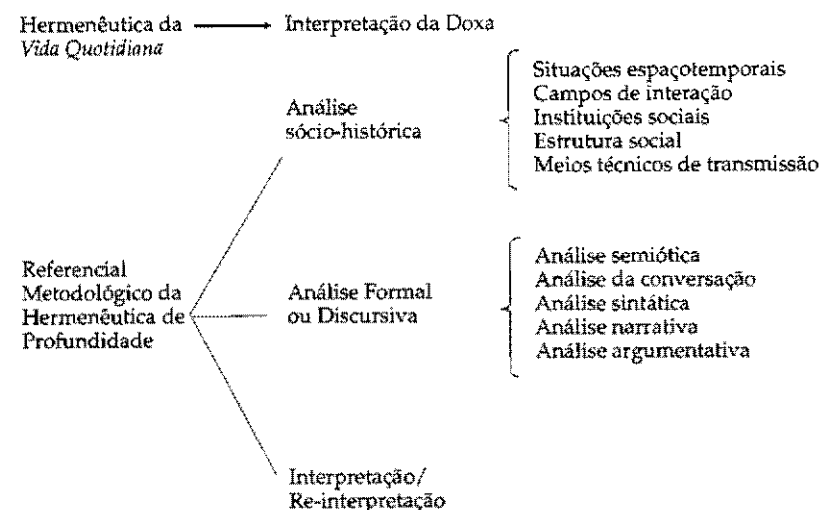 Hermenêutica da
Vida Quotidiana
Interpretação da Doxa
Análise
sócio-histórica
Situações espaçotemporais
Campos de interação
Instituições sociais
Estrutura social
Meios técnicos de transmissão
Referencial
Metodológico da
Hermenêutica de
Profundidade
Análise Formal
ou Discursiva
Análise semiótica
Análise da conversação
Análise sintática
Análise narrativa
Análise argumentativa
Interpretação/
Re-interpretação